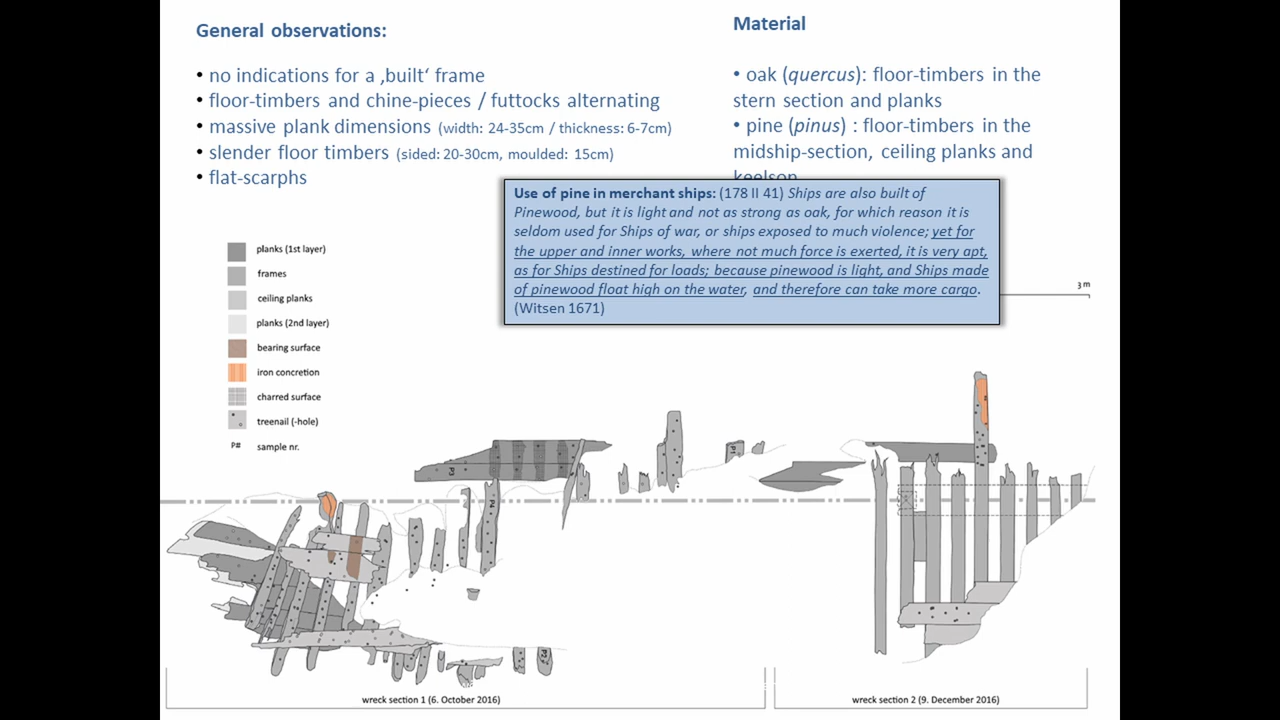 General observations:
• no indications for a ‚built‘ frame
• floor-timbers and chine-pieces / futtocks alternating
• massive plank dimensions (width: 24-35cm / thickness: 6-7cm)
• slender floor timbers (sided: 20-30cm, moulded: 15cm)
• flat-scarphs
Material
• oak (quercus): floor-timbers in the
stern section and planks
• pine (pinus) : floor-timbers in the
midship-section, ceiling planks and
keelson
Use of pine in merchant ships: (178 II 41) Ships are also built of
Pinewood, but it is light and not as strong as oak, for which reason it is
seldom used for Ships of war, or ships exposed to much violence; yet for
the upper and inner works, where not much force is exerted, it is very apt,
as for Ships destined for loads; because pinewood is light, and Ships made
of pinewood float high on the water, and therefore can take more cargo.
(Witsen 1671)
3 m
planks (1st layer)
frames
ceiling planks
planks (2nd layer)
bearing surface
iron concretion
charred surface
treenail (-hole)
P# sample nr.
P3
P1
P4
P2
wreck section 1 (6. October 2016)
wreck section 2 (9. December 2016)